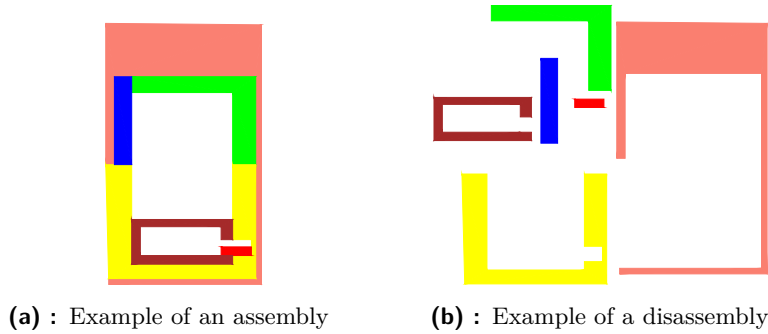 (a) : Example of an assembly
(b) : Example of a disassembly